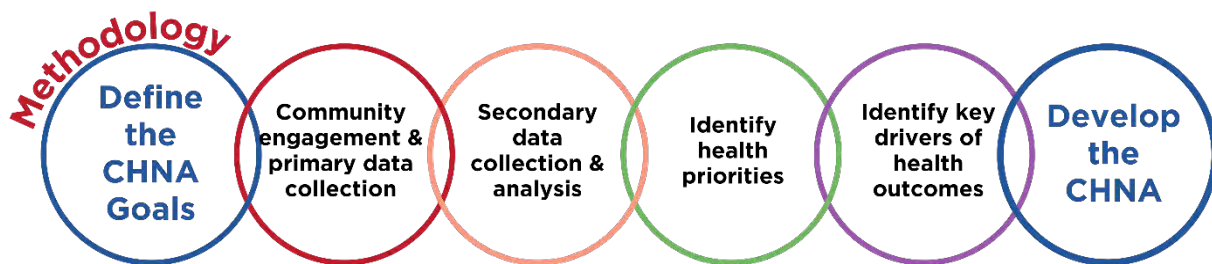 Methodology
Define
the
CHNA
Goals
Community
engagement &
primary data
collection
Secondary
data
collection &
analysis
Identify
health
priorities
Identify key
drivers of
health
outcomes
Develop
the
CHNA